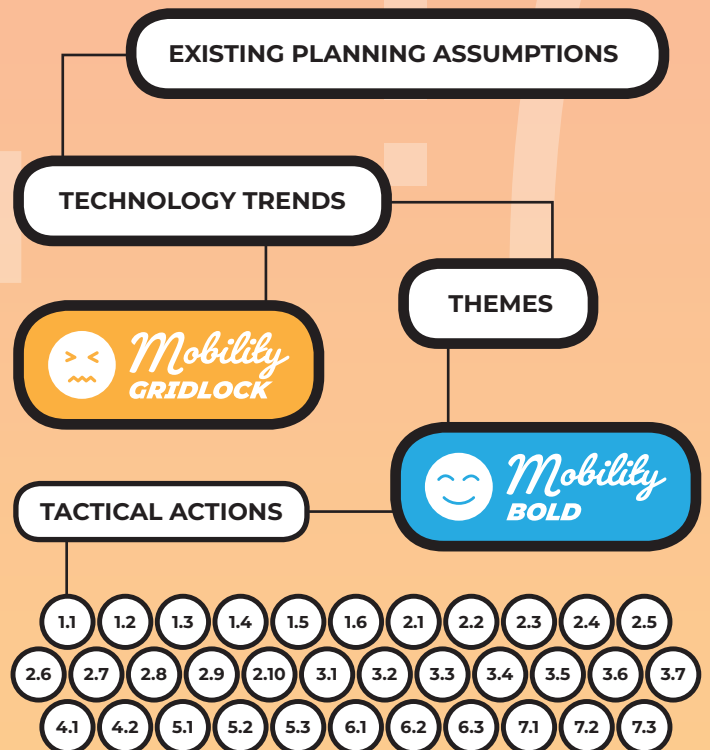 EXISTING PLANNING ASSUMPTIONS
TECHNOLOGY TRENDS
THEMES
Mobility
GRIDLOCK
Mobility
BOLD
TACTICAL ACTIONS
1.1 1.2 1.3 1.4 1.5 1.6 2.1 2.2 2.3 2.4 2.5
2.6 2.7 2.8 2.9 2.10 3.1 3.2 3.3 3.4 3.5 3.6 3.7
4.1 4.2 5.1 5.2 5.3 6.1 6.2 6.3 7.1 7.2 7.3